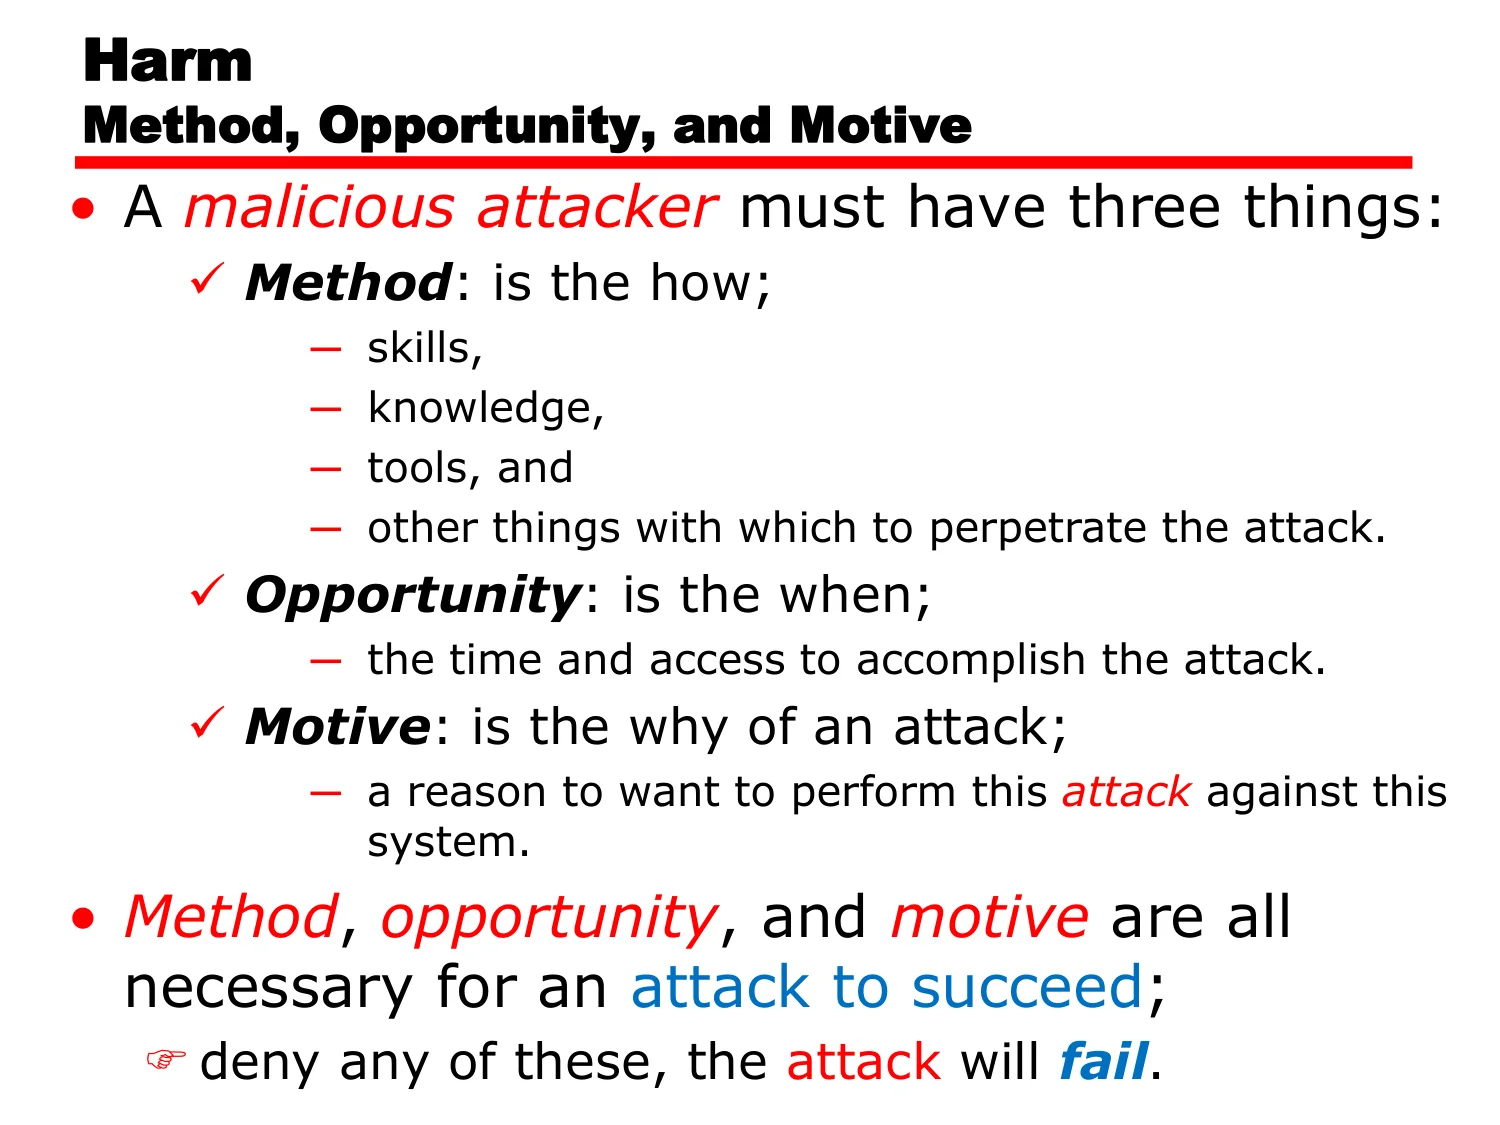 Harm
Method, Opportunity, and Motive
• A malicious attacker must have three things:
✓ Method: is the how;
— skills,
— knowledge,
— tools, and
— other things with which to perpetrate the attack.
✓ Opportunity: is the when;
— the time and access to accomplish the attack.
✓ Motive: is the why of an attack;
— a reason to want to perform this attack against this
system.
• Method, opportunity, and motive are all
necessary for an attack to succeed;
☞ deny any of these, the attack will fail.